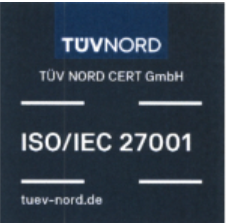 TÜVNORD
TÜV NORD CERT GmbH
ISO/IEC 27001
tuev-nord.de